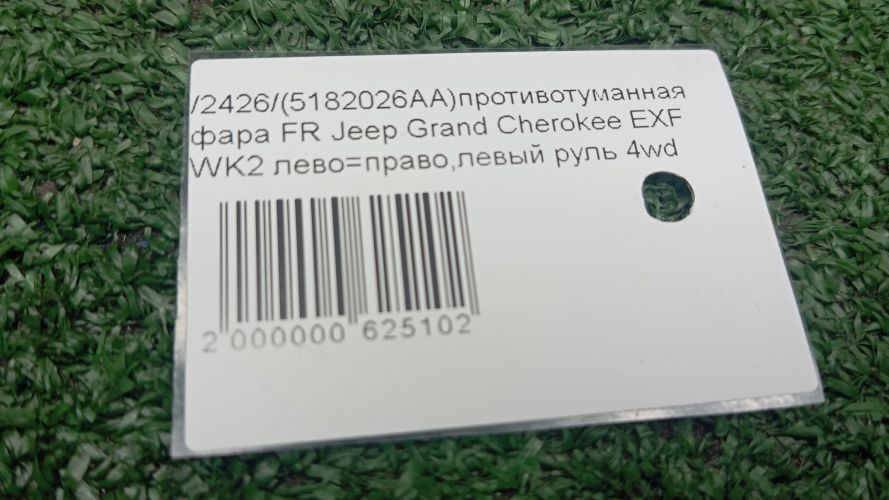 /2426/(5182026AA)противотуманная
фара FR Jeep Grand Cherokee EXF
WK2 лево=право,левый руль 4wd
2 000000 625102